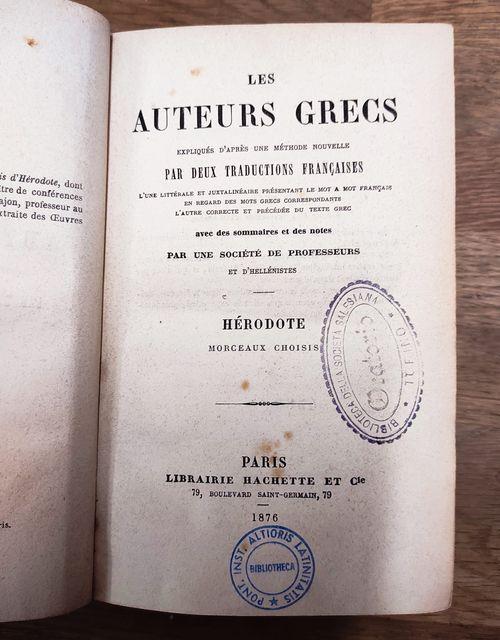 is d'Hérodote, dont
tre de conférences
ajon, professeur au
xtraite des Œuvres
is.
LES
AUTEURS GRECS
EXPLIQUÉS D'APRÈS UNE MÉTHODE NOUVELLE
PAR DEUX TRADUCTIONS FRANÇAISES
L'UNE LITTÉRALE ET JUXTALINÉAIRE PRÉSENTANT LE MOT A MOT FRANÇAIS
EN REGARD DES MOTS GRECS CORRESPONDANTS
L'AUTRE CORRECTE ET PRÉCÉDÉE DU TEXTE GREC
avec des sommaires et des notes
PAR UNE SOCIÉTÉ DE PROFESSEURS
ET D'HELLÉNISTES
HÉRODOTE
MORCEAUX CHOISIS
BIBLIOTECA DELLA SOCIETÀ SALESIANA
TORINO
Oratorio
PARIS
LIBRAIRIE HACHETTE ET Cie
79, BOULEVARD SAINT-GERMAIN, 79
1876
PONT. INST. ALTIORIS LATINITATIS
BIBLIOTHECA